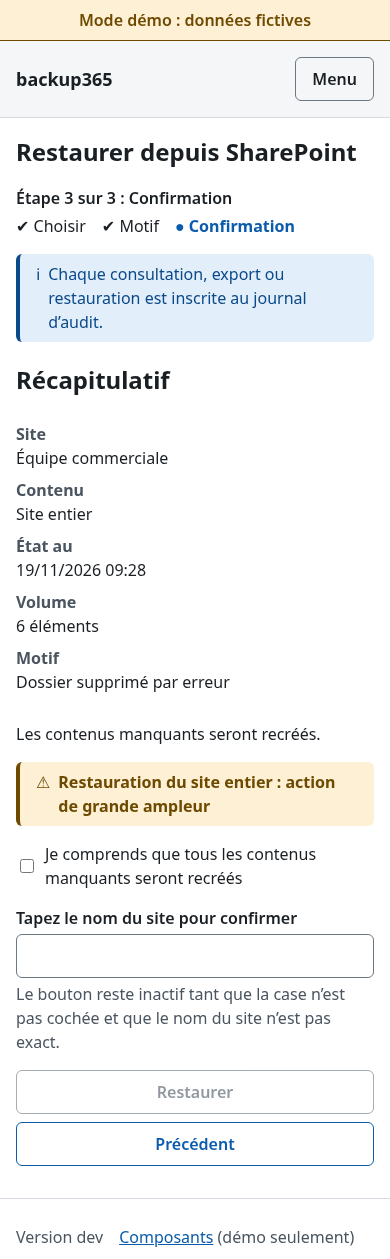 Mode démo : données fictives
backup365
Menu
Restaurer depuis SharePoint
Étape 3 sur 3 : Confirmation
✔ Choisir ✔ Motif ● Confirmation
i Chaque consultation, export ou
restauration est inscrite au journal
d’audit.
Récapitulatif
Site
Équipe commerciale
Contenu
Site entier
État au
19/11/2026 09:28
Volume
6 éléments
Motif
Dossier supprimé par erreur
Les contenus manquants seront recréés.
⚠ Restauration du site entier : action
de grande ampleur
Je comprends que tous les contenus
manquants seront recréés
Tapez le nom du site pour confirmer
Le bouton reste inactif tant que la case n’est
pas cochée et que le nom du site n’est pas
exact.
Restaurer
Précédent
Version dev Composants (démo seulement)